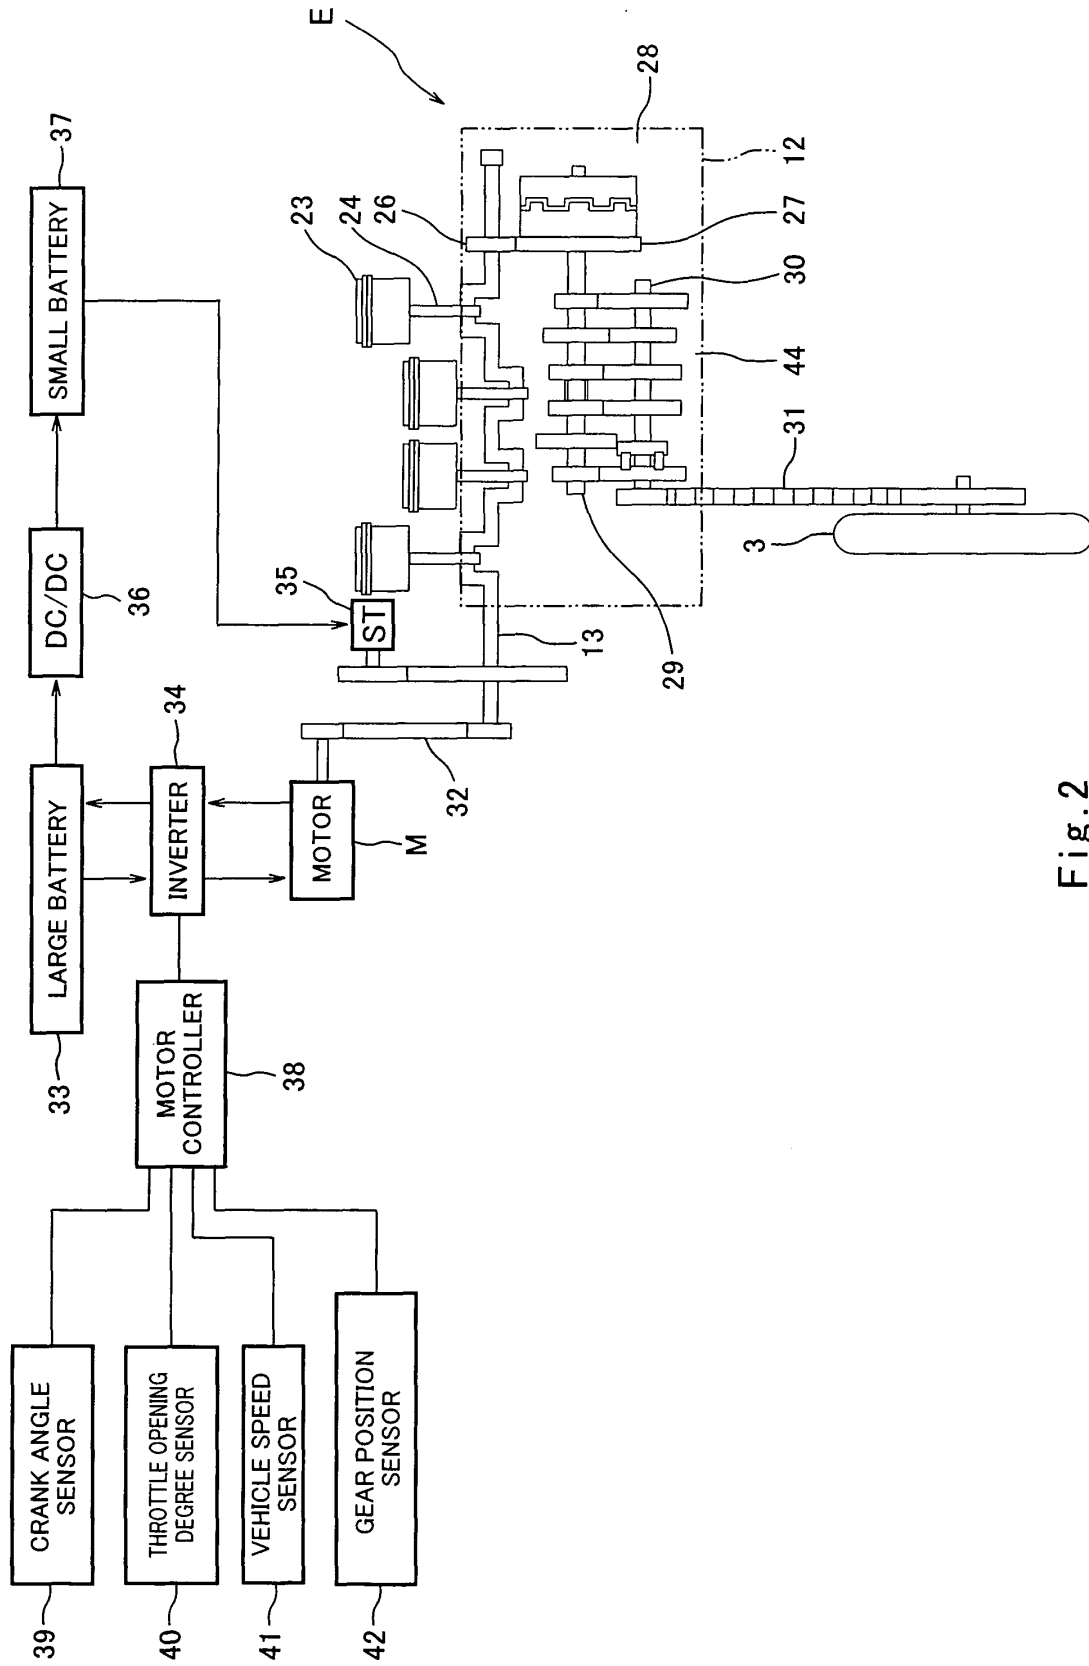 CRANK ANGLE
SENSOR
39
THROTTLE OPENING
DEGREE SENSOR
40
VEHICLE SPEED
SENSOR
41
GEAR POSITION
SENSOR
42
MOTOR
CONTROLLER
38
LARGE BATTERY
33
INVERTER
34
MOTOR
M
DC/DC
36
SMALL BATTERY
37
ST
35
32
13
29
23
24
26
E
28
12
27
30
44
31
3
Fig.2